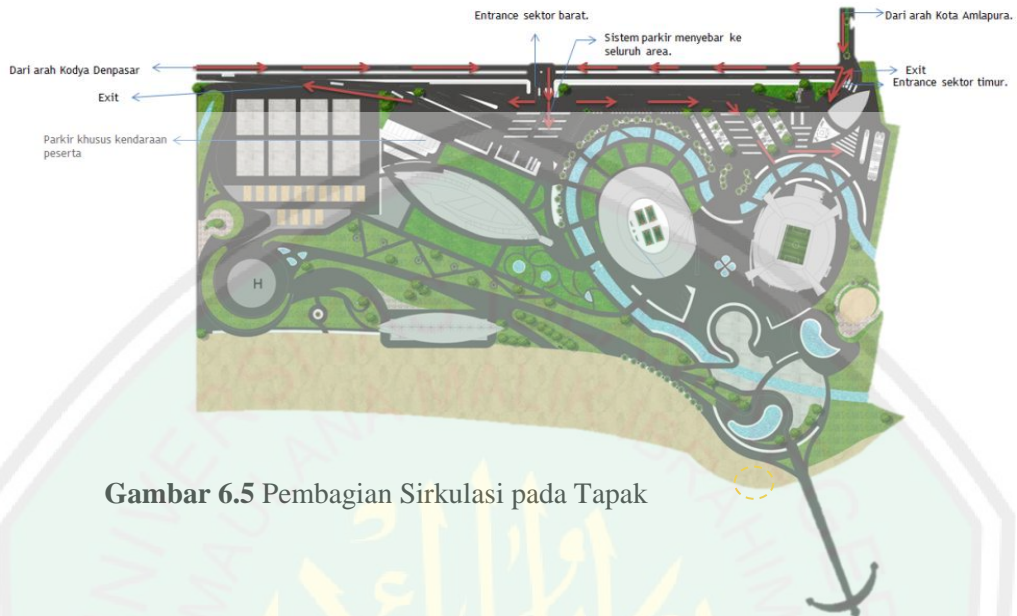 Entrance sektor barat.
Dari arah Kota Amlapura.
Sistem parkir menyebar ke
seluruh area.
Dari arah Kodya Denpasar
Exit
Entrance sektor timur.
Exit
Parkir khusus kendaraan
peserta
H
Gambar 6.5 Pembagian Sirkulasi pada Tapak